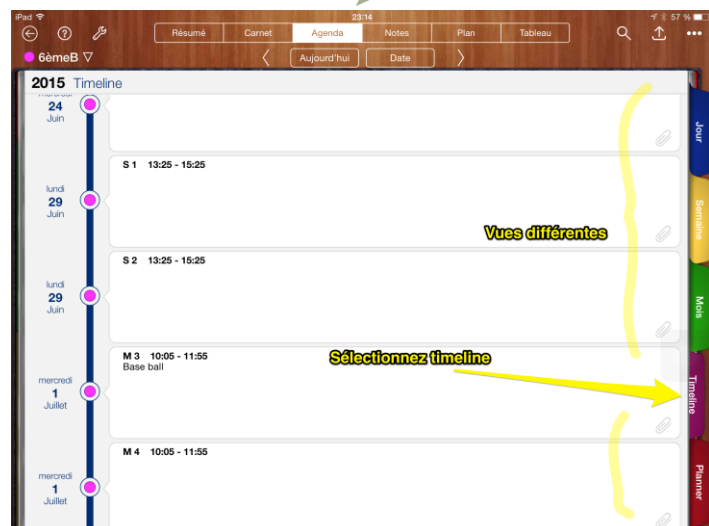 iPad 23:14 57 %
Résumé Carnet Agenda Notes Plan Tableau
6èmeB Aujourd'hui Date
2015 Timeline
24
Juin
S 1 13:25 - 15:25
lundi
29
Juin
Vues différentes
S 2 13:25 - 15:25
lundi
29
Juin
M 3 10:05 - 11:55
Base ball
Sélectionnez timeline
mercredi
1
Juillet
M 4 10:05 - 11:55
mercredi
1
Juillet
Jour
Semaine
Mois
Timeline
Planner